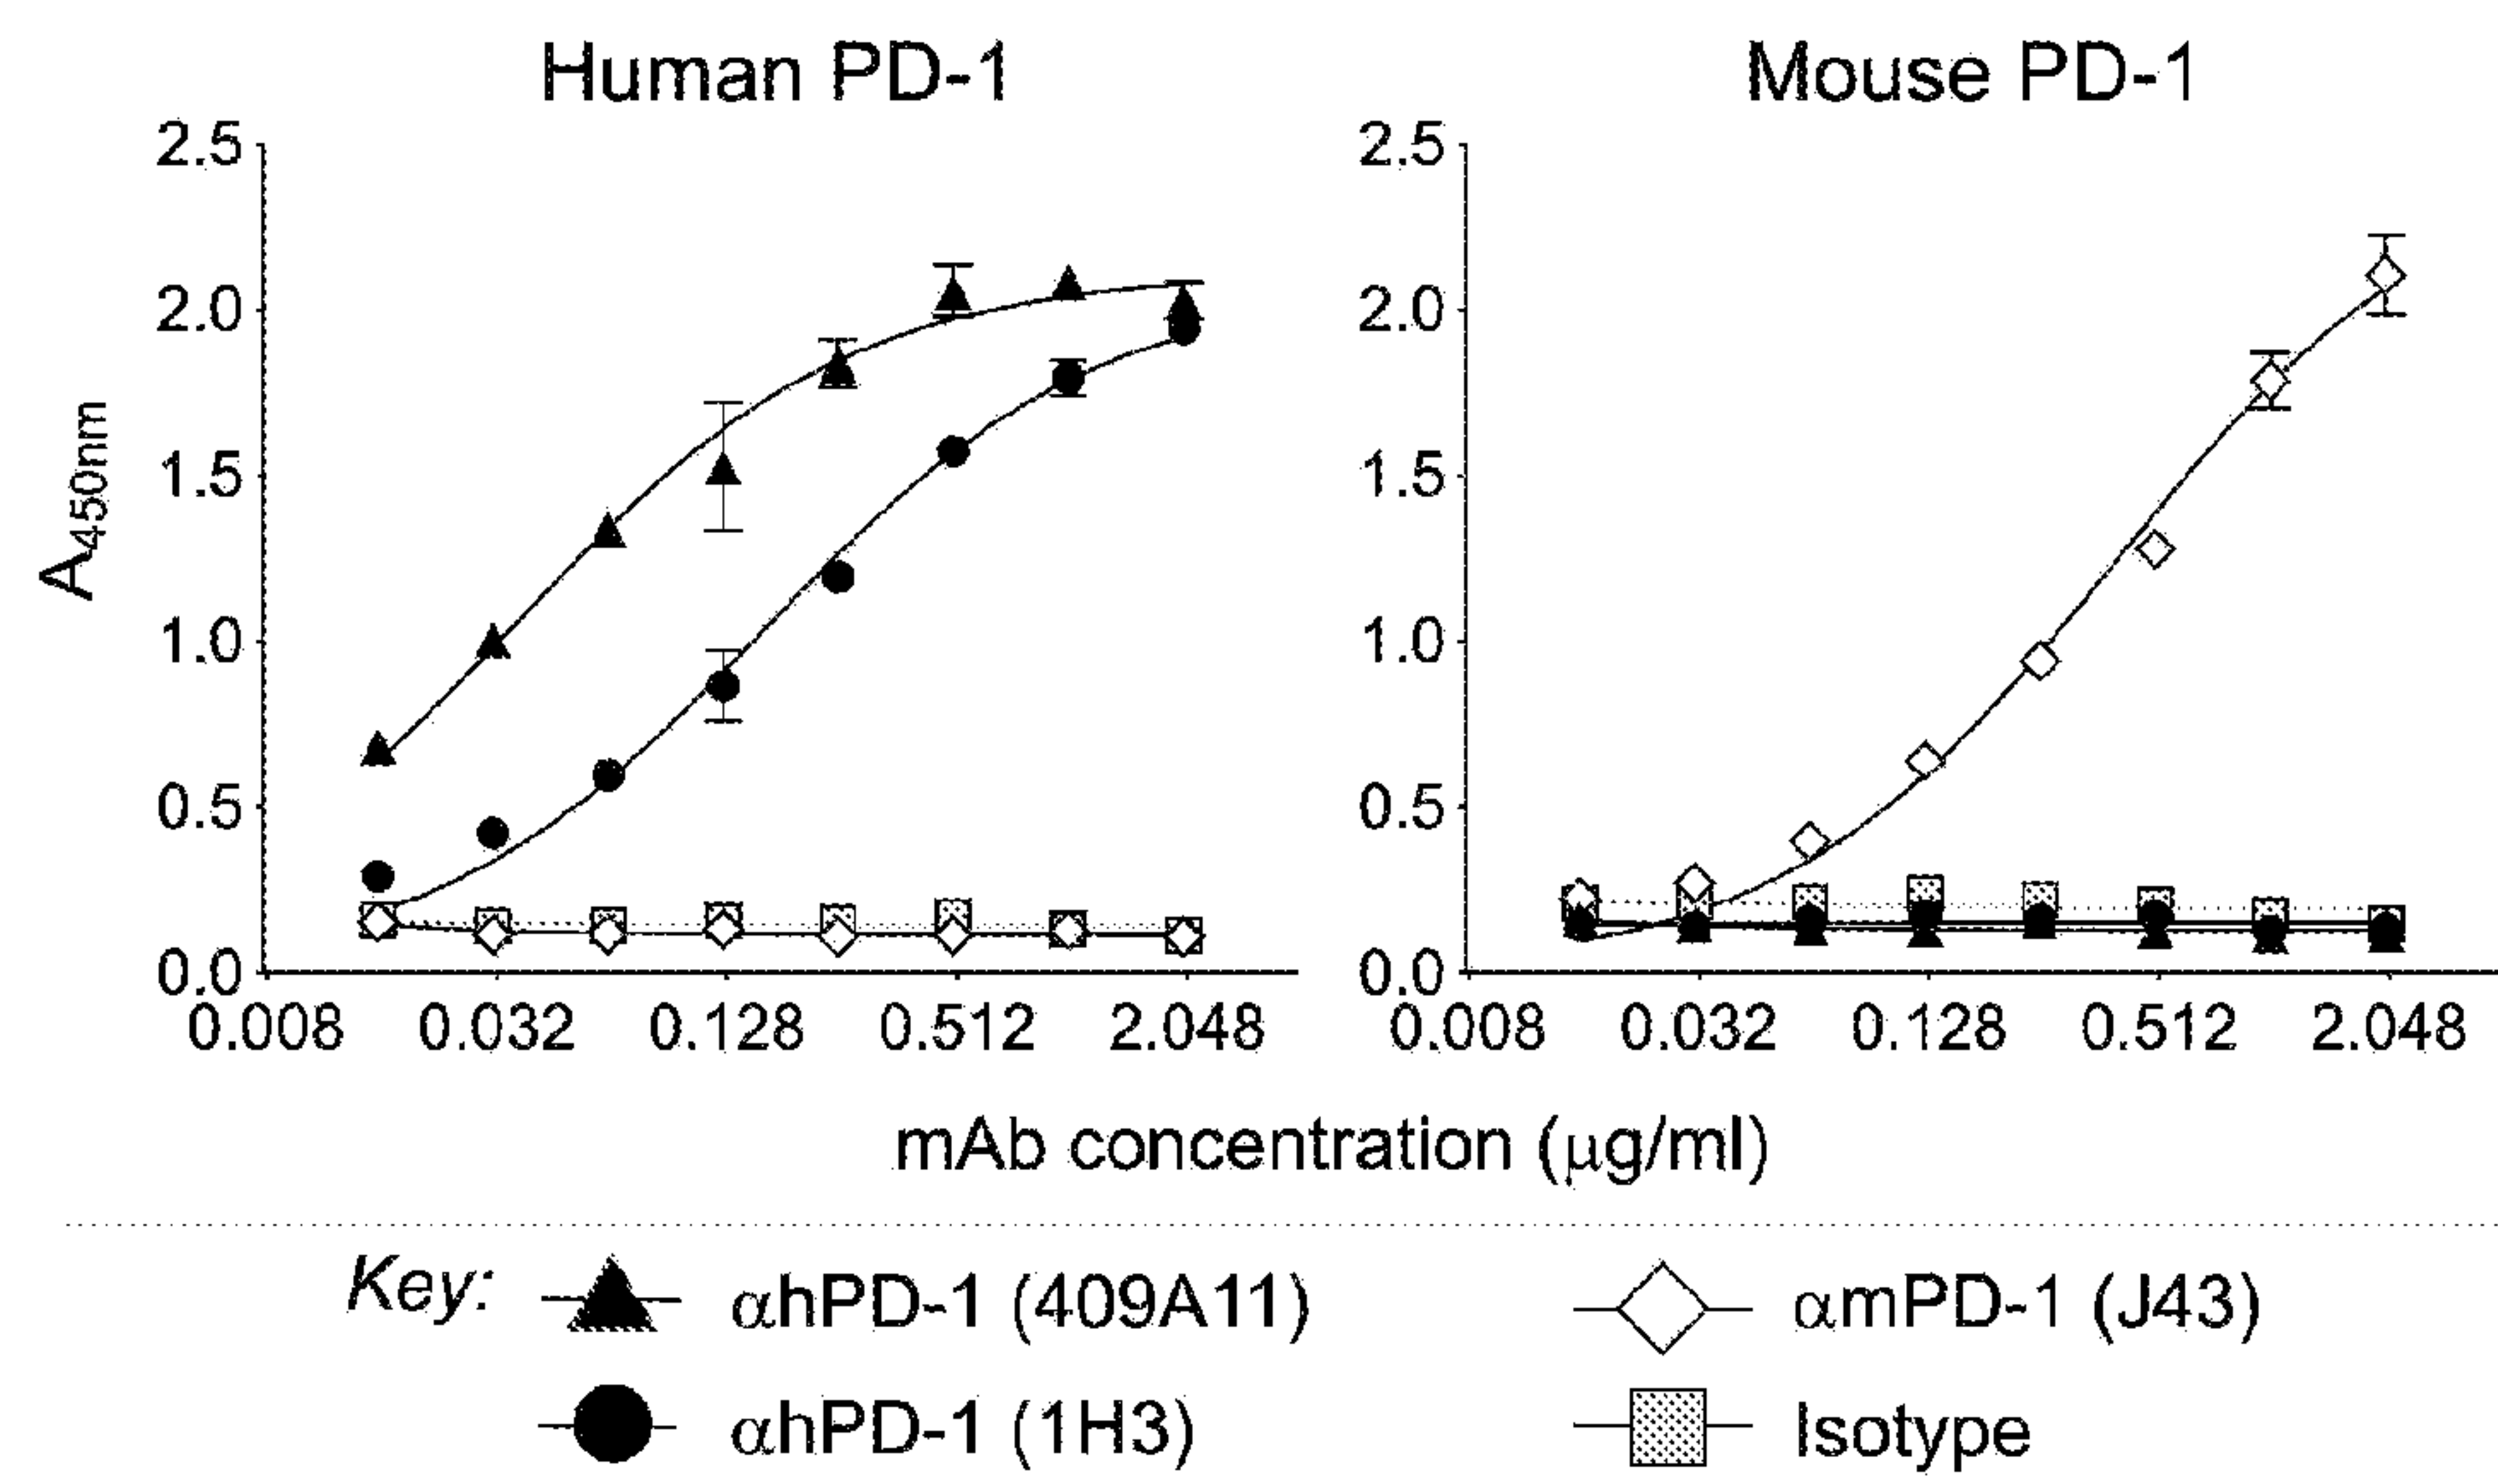 Human PD-1
Mouse PD-1
A450nm
2.5
2.0
1.5
1.0
0.5
0.0
0.008 0.032 0.128 0.512 2.048
2.5
2.0
1.5
1.0
0.5
0.0
0.008 0.032 0.128 0.512 2.048
mAb concentration (μg/ml)
Key:
αhPD-1 (409A11)
αmPD-1 (J43)
αhPD-1 (1H3)
Isotype